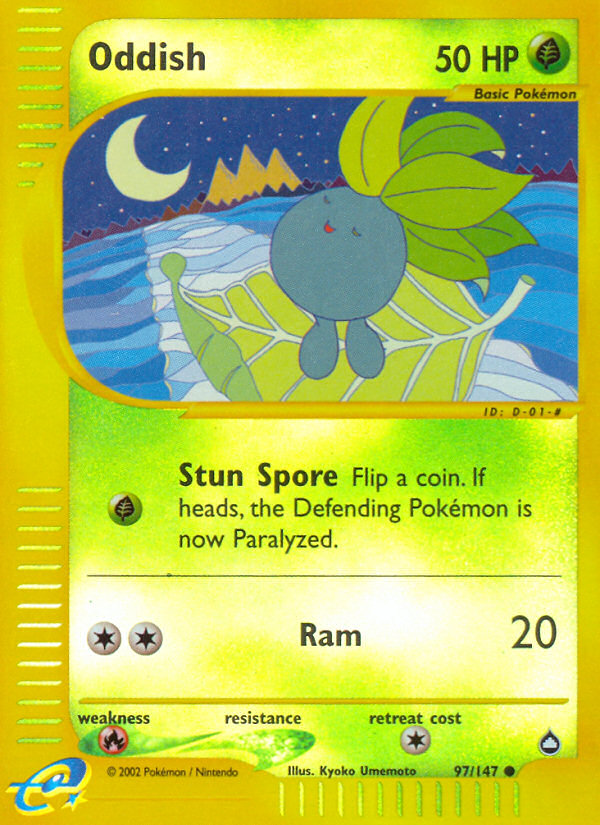 Oddish 50 HP
Basic Pokémon
ID: D-01-#
Stun Spore Flip a coin. If
heads, the Defending Pokémon is
now Paralyzed.
Ram 20
weakness resistance retreat cost
© 2002 Pokémon / Nintendo Illus. Kyoko Umemoto 97/147
e